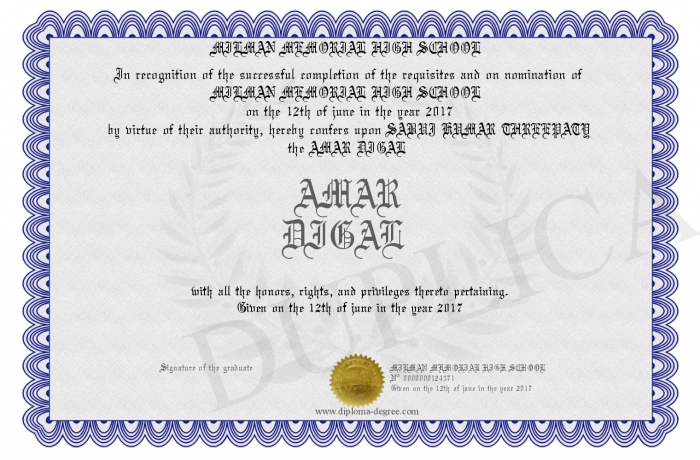 MILMAN MEMORIAL HIGH SCHOOL
In recognition of the successful completion of the requisites and on nomination of
MILMAN MEMORIAL HIGH SCHOOL
on the 12th of june in the year 2017
by virtue of their authority, hereby confers upon SABUI KUMAR THREEPATY
the AMAR DIGAL
AMAR
DIGAL
with all the honors, rights, and privileges thereto pertaining.
Given on the 12th of june in the year 2017
DUPLICA
Signature of the graduate
MILMAN MEMORIAL HIGH SCHOOL
N° 0000000124571
Given on the 12th of june in the year 2017
www.diploma-degree.com